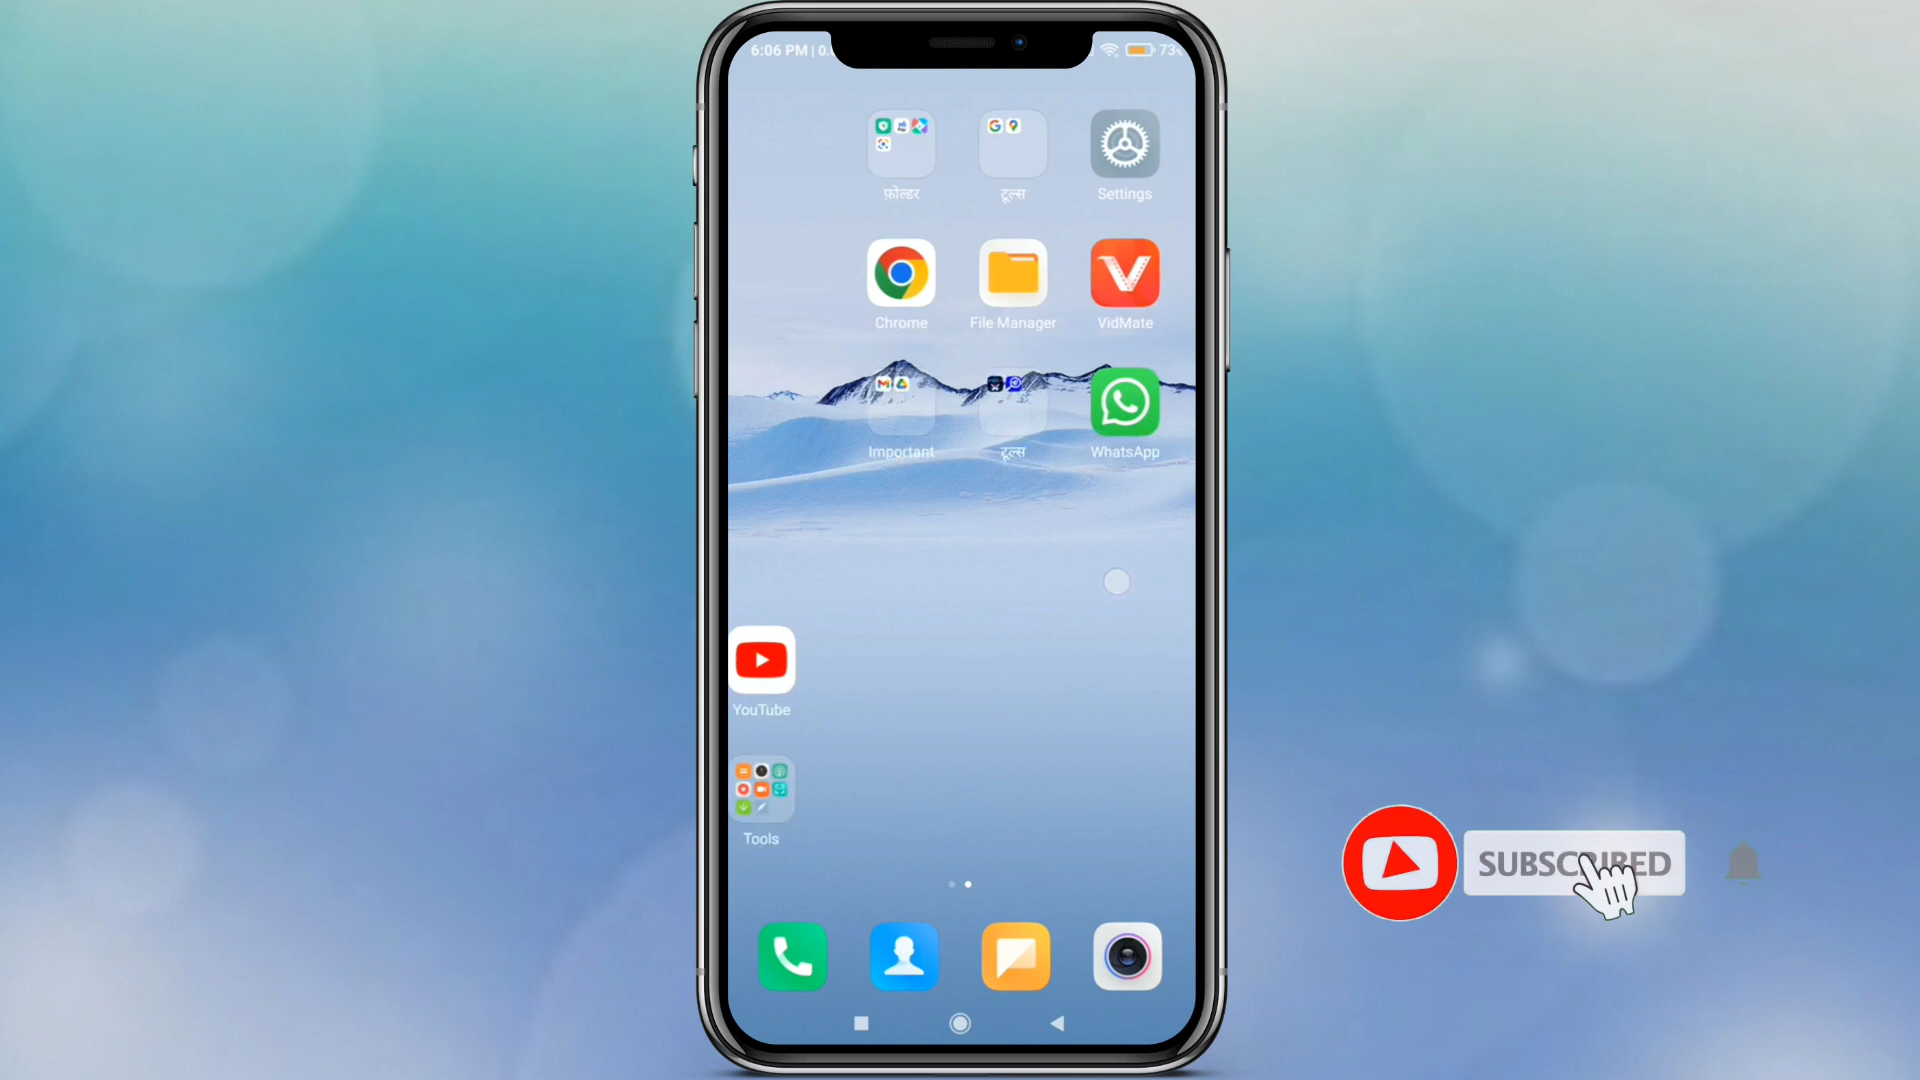 6:06 PM | 0.
73
फ़ोल्डर
टूल्स
Settings
Chrome
File Manager
VidMate
Important
टूल्स
WhatsApp
YouTube
Tools
SUBSCRIBED